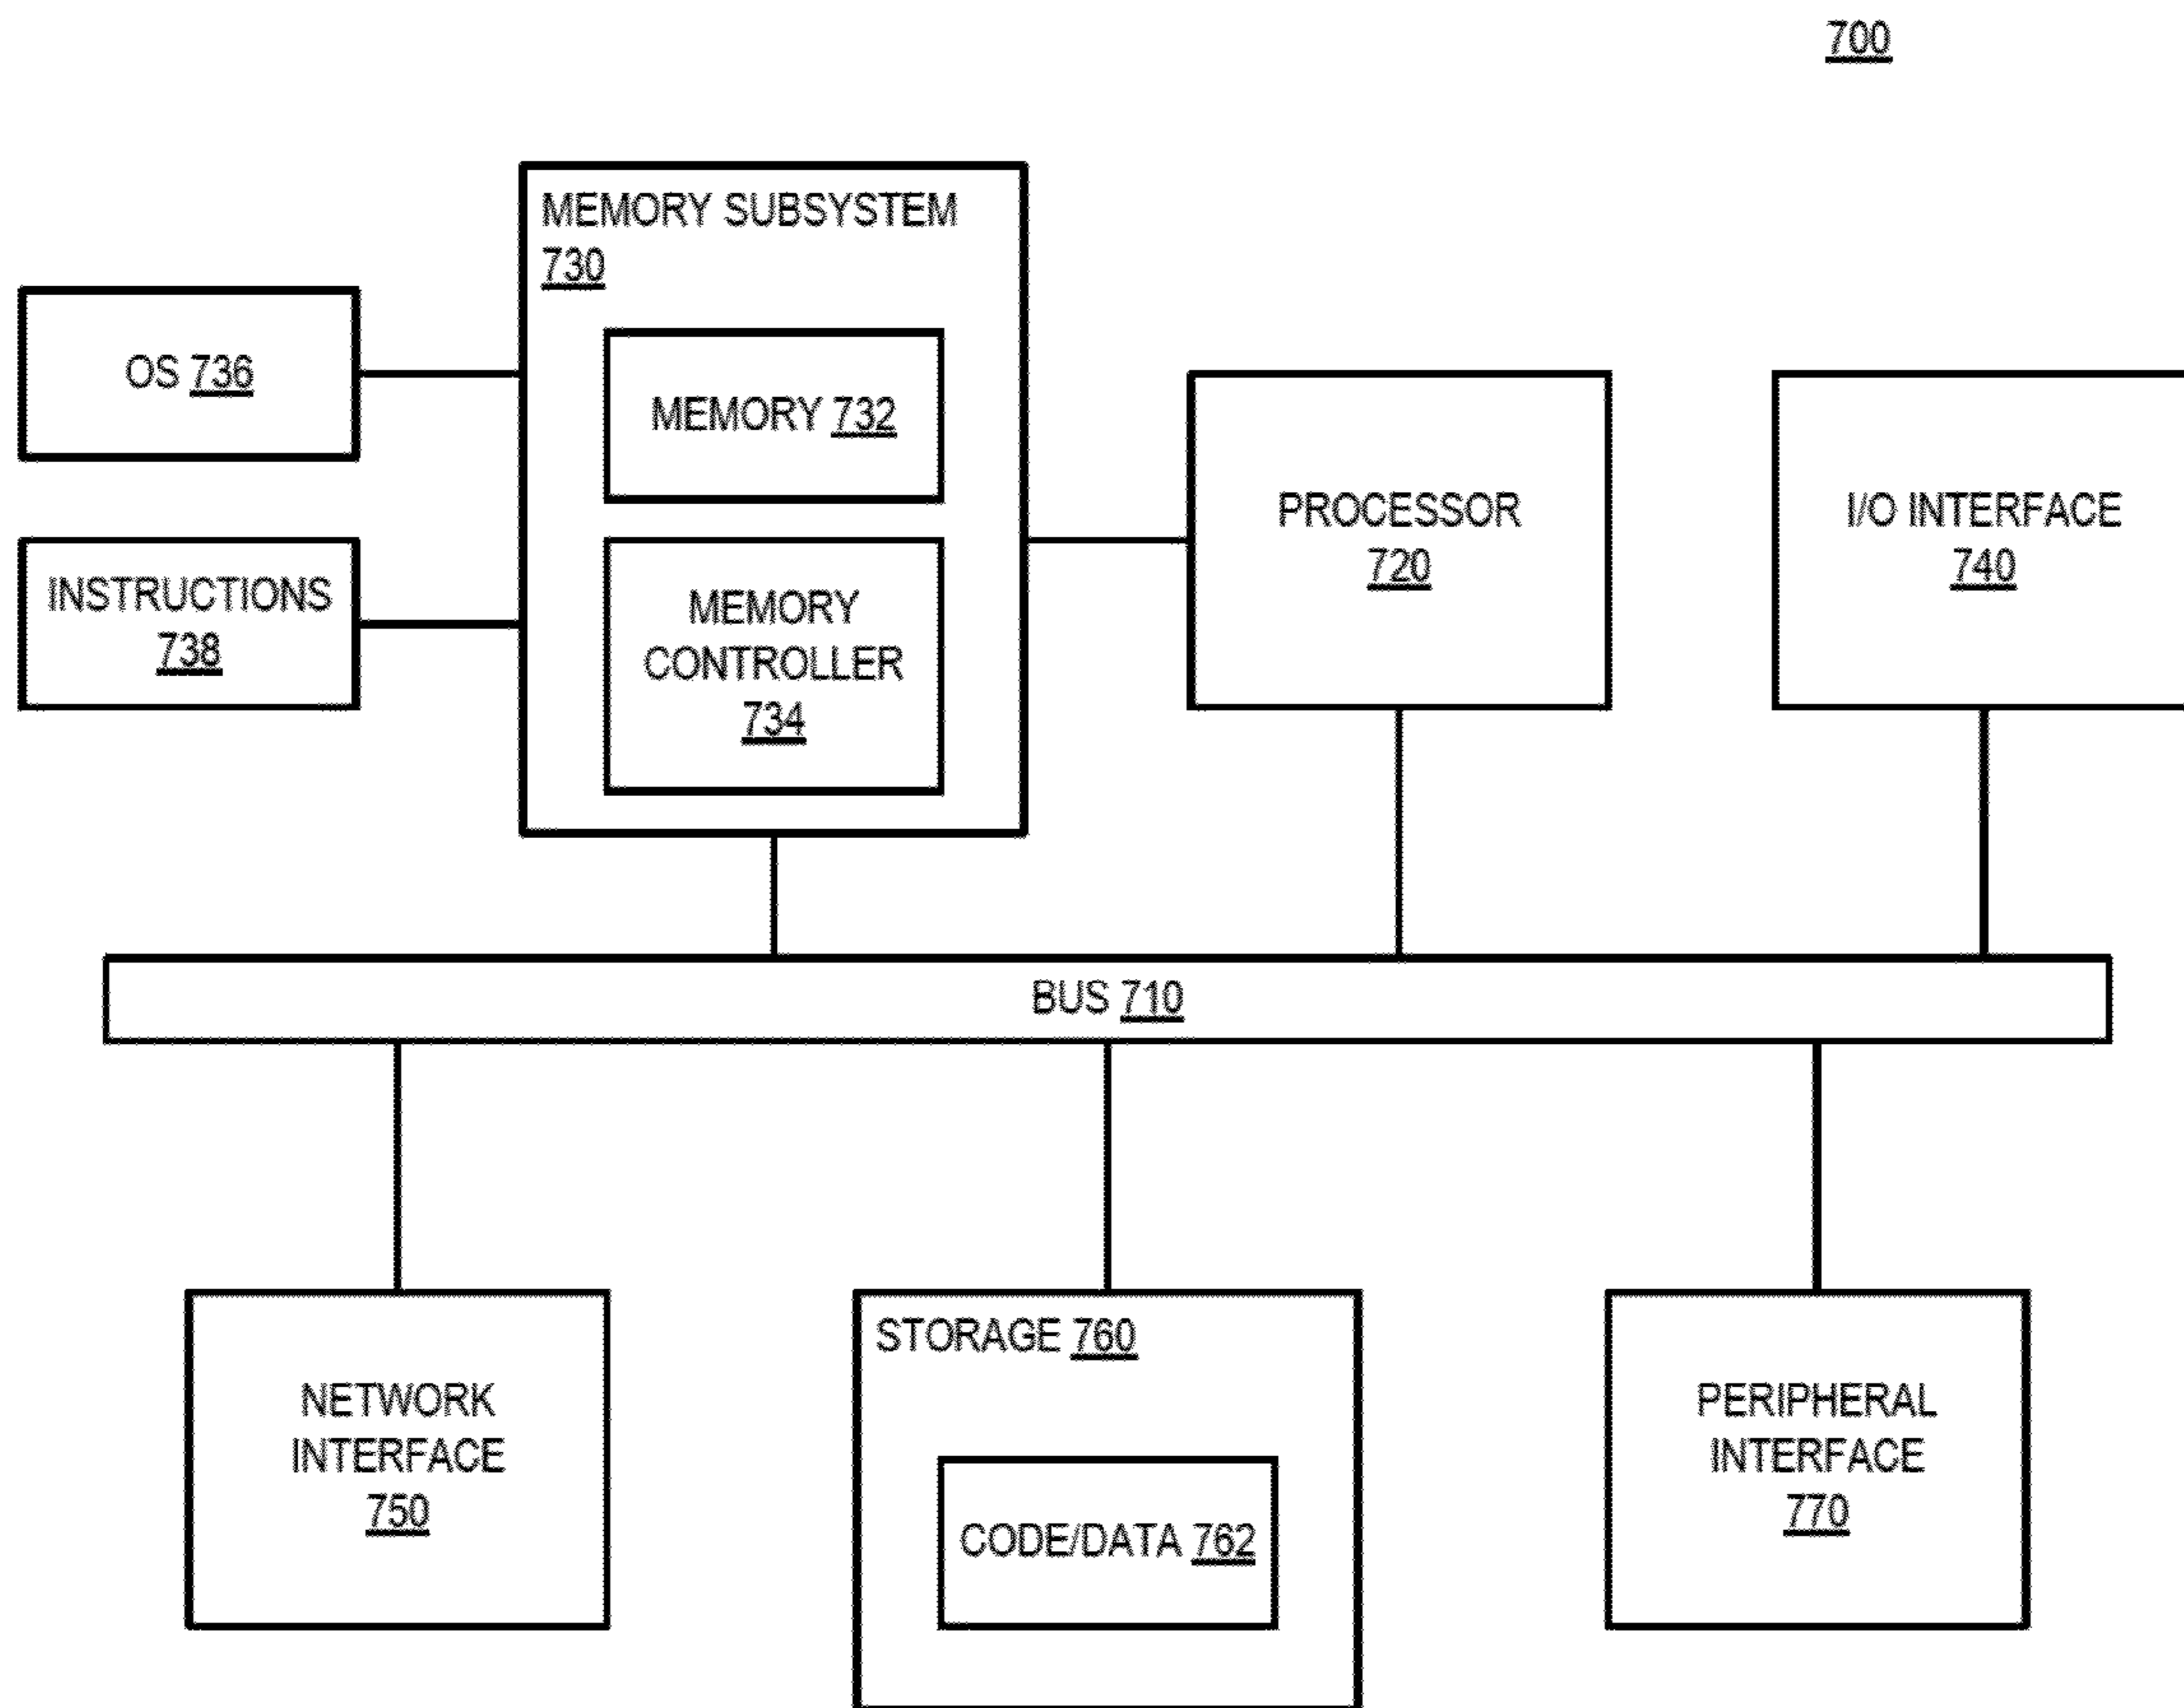 700
MEMORY SUBSYSTEM
730
OS 736
MEMORY 732
PROCESSOR
720
I/O INTERFACE
740
INSTRUCTIONS
738
MEMORY
CONTROLLER
734
BUS 710
NETWORK
INTERFACE
750
STORAGE 760
CODE/DATA 762
PERIPHERAL
INTERFACE
770